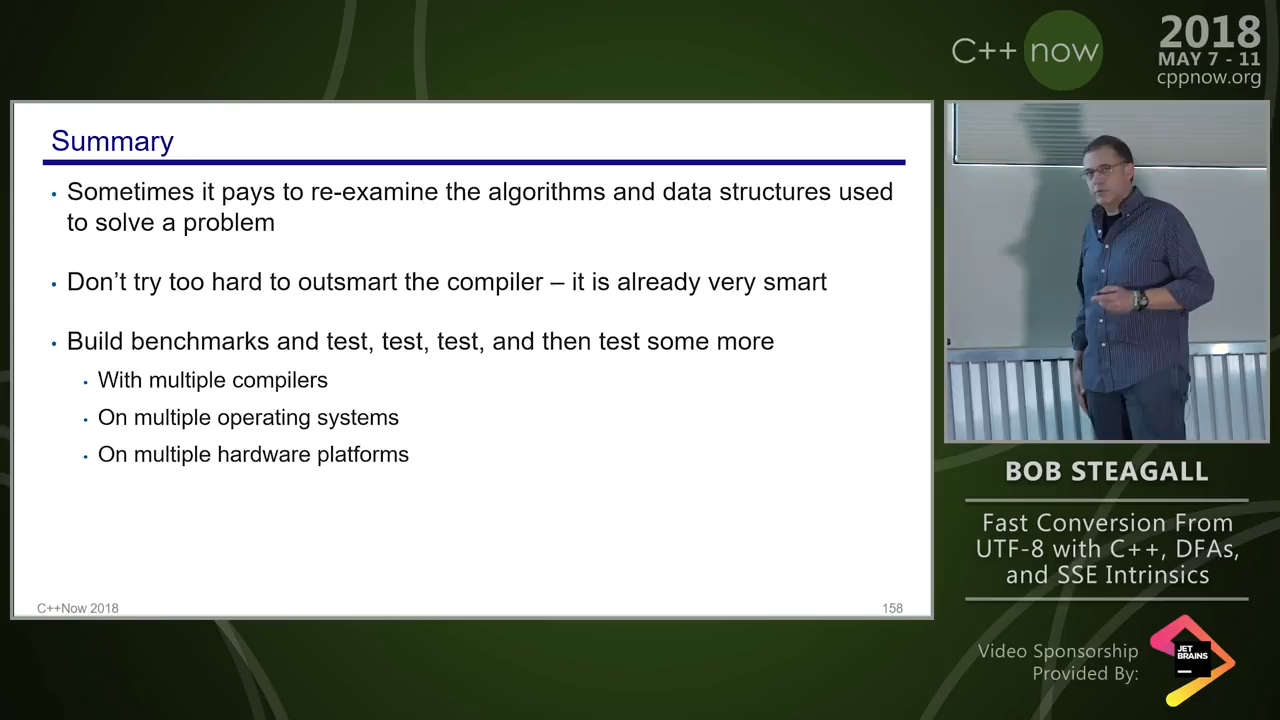 C++ now
2018
MAY 7 - 11
cppnow.org
Summary
Sometimes it pays to re-examine the algorithms and data structures used
to solve a problem
Don’t try too hard to outsmart the compiler – it is already very smart
Build benchmarks and test, test, test, and then test some more
With multiple compilers
On multiple operating systems
On multiple hardware platforms
C++Now 2018
158
BOB STEAGALL
Fast Conversion From
UTF-8 with C++, DFAs,
and SSE Intrinsics
Video Sponsorship
Provided By:
JET
BRAINS